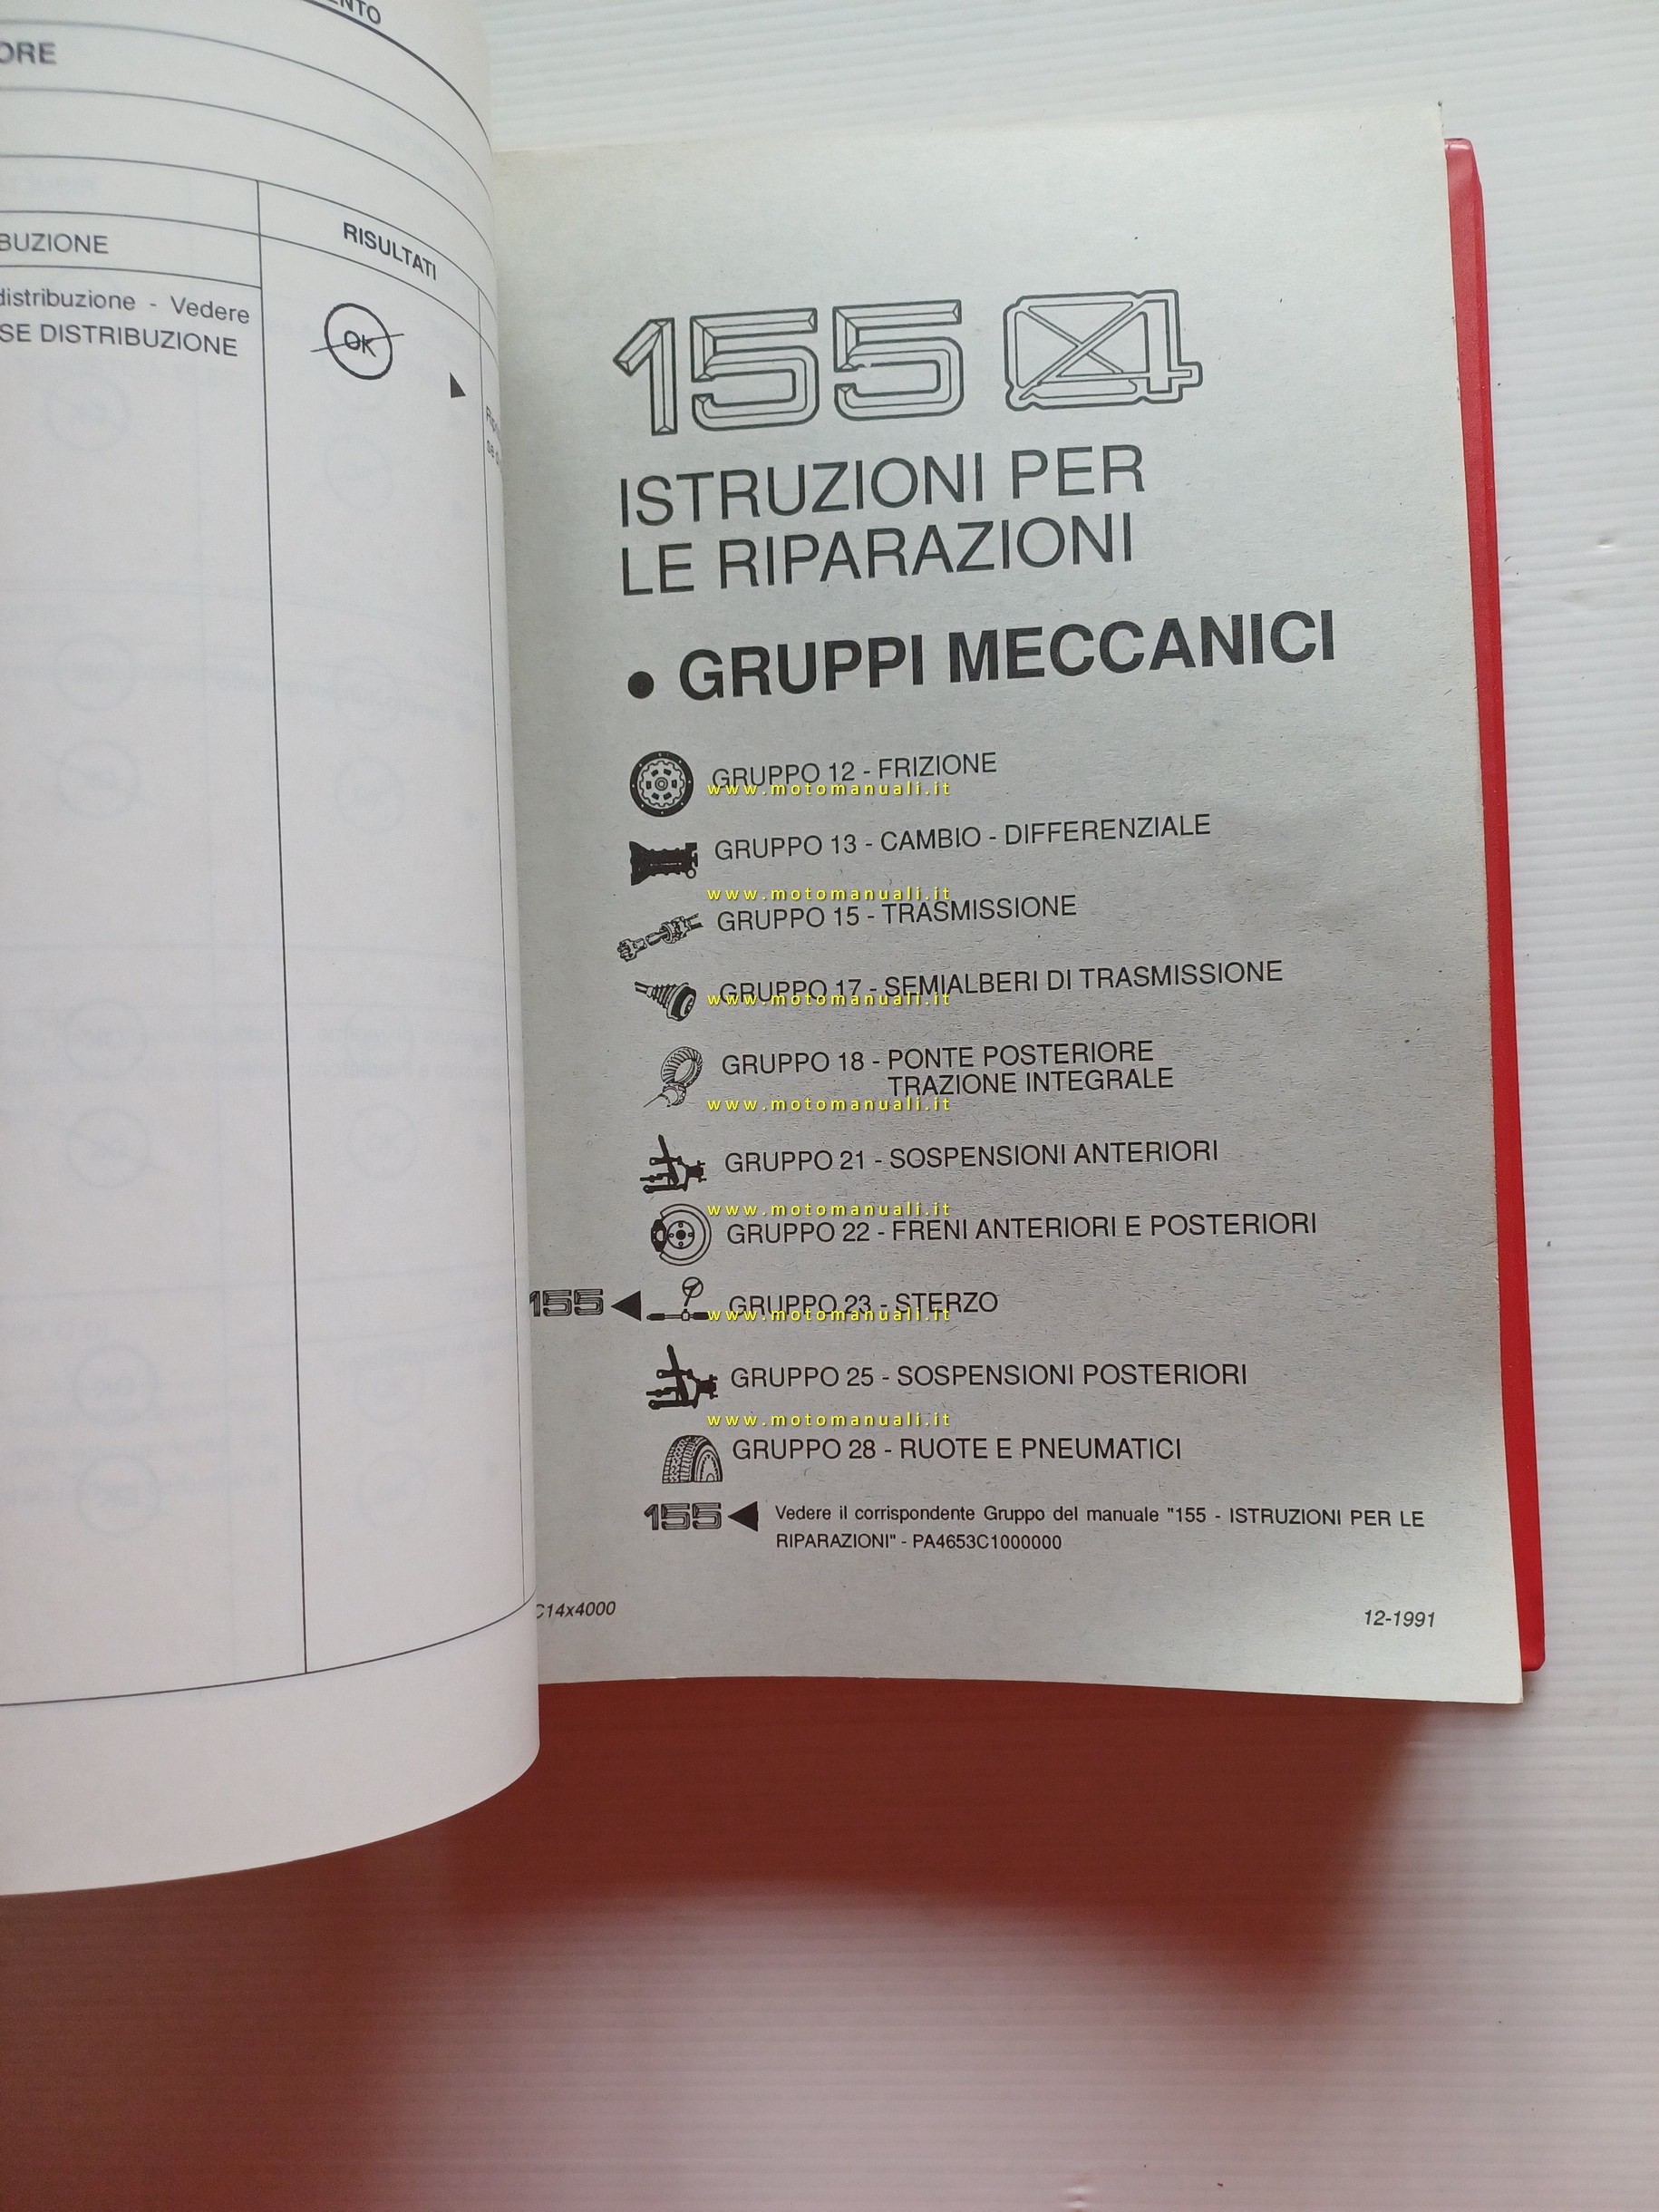 ORE
RISULTATI
BUZIONE
distribuzione - Vedere
SE DISTRIBUZIONE
OK
155
ISTRUZIONI PER
LE RIPARAZIONI
• GRUPPI MECCANICI
GRUPPO 12 - FRIZIONE
www.motomanuali.it
GRUPPO 13 - CAMBIO - DIFFERENZIALE
www.motomanuali.it
GRUPPO 15 - TRASMISSIONE
GRUPPO 17 - SEMIALBERI DI TRASMISSIONE
www.motomanuali.it
GRUPPO 18 - PONTE POSTERIORE
TRAZIONE INTEGRALE
www.motomanuali.it
GRUPPO 21 - SOSPENSIONI ANTERIORI
www.motomanuali.it
GRUPPO 22 - FRENI ANTERIORI E POSTERIORI
155 GRUPPO 23 - STERZO
www.motomanuali.it
GRUPPO 25 - SOSPENSIONI POSTERIORI
www.motomanuali.it
GRUPPO 28 - RUOTE E PNEUMATICI
155 Vedere il corrispondente Gruppo del manuale "155 - ISTRUZIONI PER LE
RIPARAZIONI" - PA4653C1000000
C14x4000 12-1991